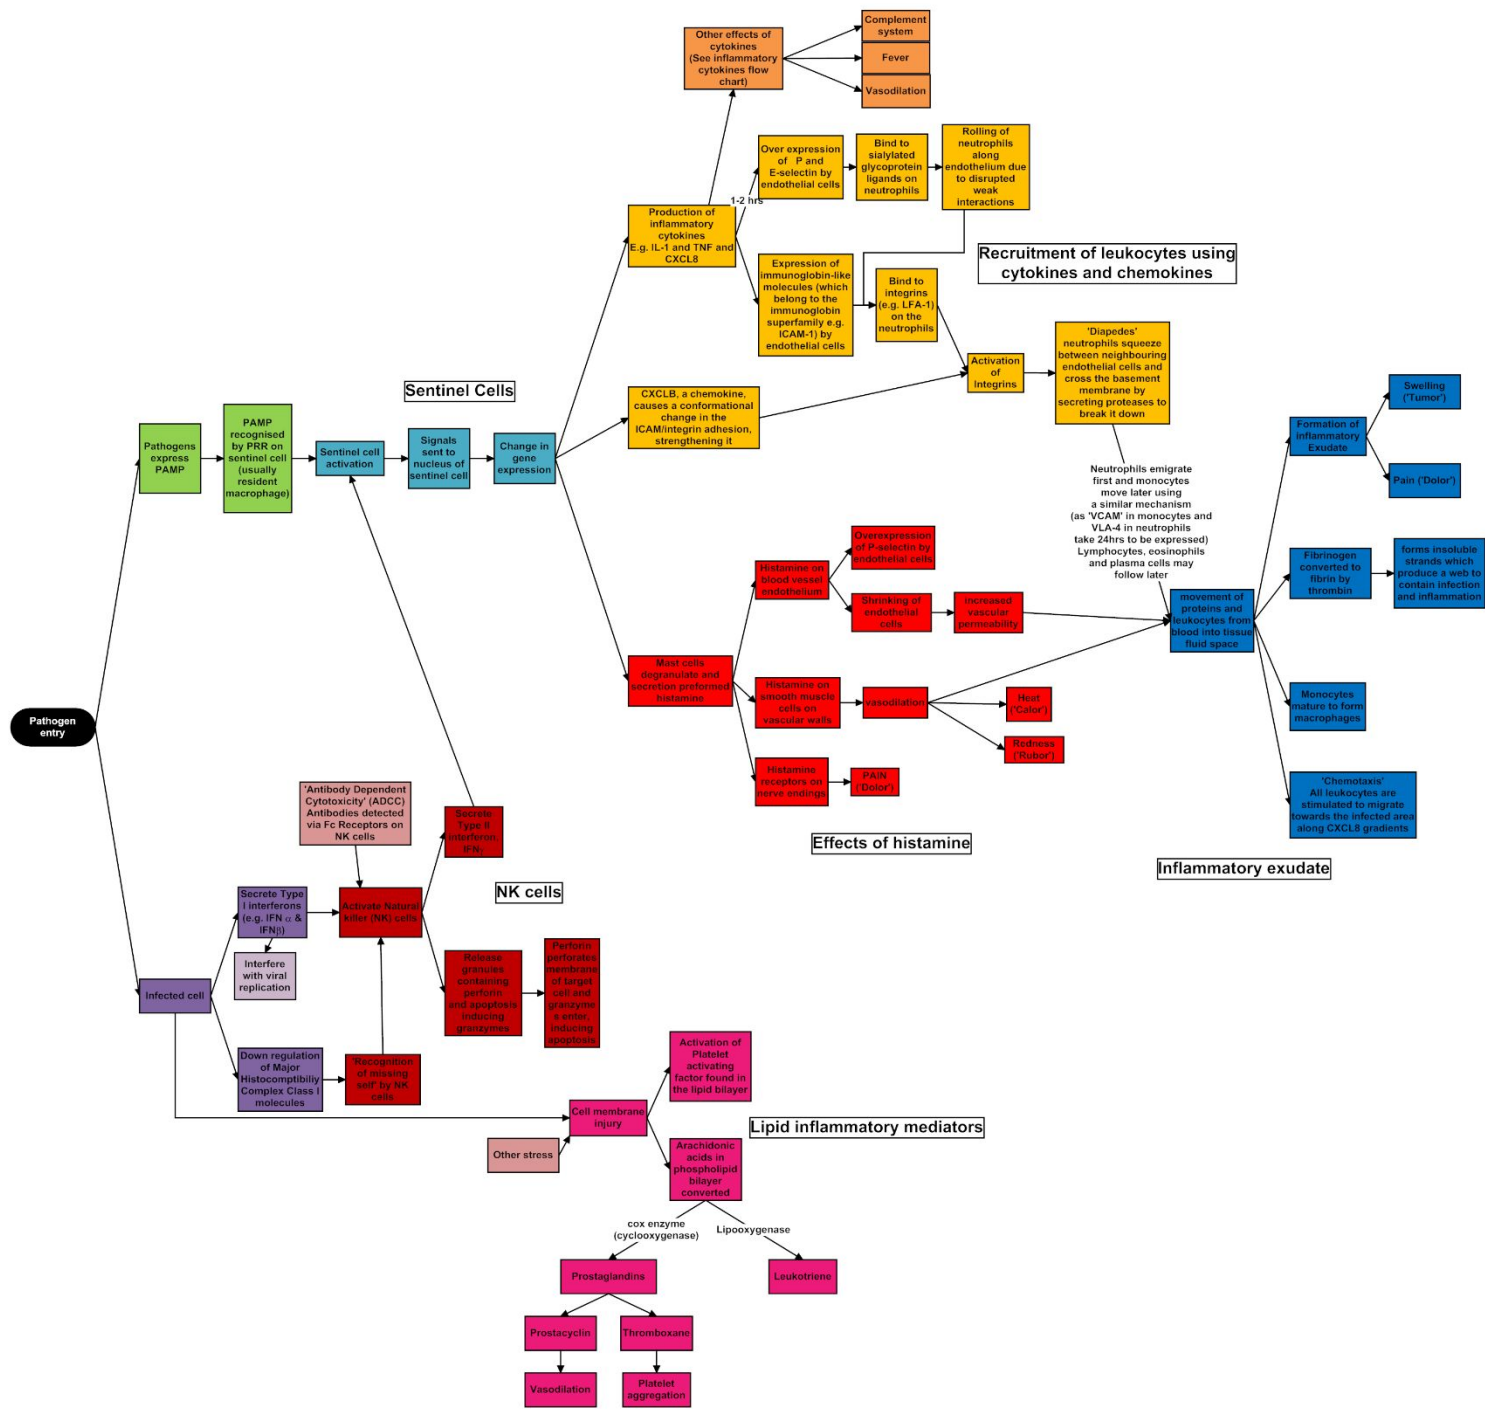 Other effects of
cytokines
(See inflammatory
cytokines flow
chart)
Complement
system
Fever
Vasodilation
Over expression
of P and
E-selectin by
endothelial cells
Bind to
sialylated
glycoprotein
ligands on
neutrophils
Rolling of
neutrophils
along
endothelium due
to disrupted
weak
interactions
1-2 hrs
Production of
inflammatory
cytokines
E.g. IL-1 and TNF and
CXCL8
Recruitment of leukocytes using
cytokines and chemokines
Expression of
immunoglobin-like
molecules (which
belong to the
immunoglobin
superfamily e.g.
ICAM-1) by
endothelial cells
Bind to
integrins
(e.g. LFA-1)
on the
neutrophils
Activation
of
Integrins
'Diapedes'
neutrophils squeeze
between neighbouring
endothelial cells and
cross the basement
membrane by
secreting proteases to
break it down
Sentinel Cells
CXCLB, a chemokine,
causes a conformational
change in the
ICAM/integrin adhesion,
strengthening it
Pathogens
express
PAMP
PAMP
recognised
by PRR on
sentinel cell
(usually
resident
macrophage)
Sentinel cell
activation
Signals
sent to
nucleus of
sentinel cell
Change in
gene
expression
Neutrophils emigrate
first and monocytes
move later using
a similar mechanism
(as 'VCAM' in monocytes and
VLA-4 in neutrophils
take 24hrs to be expressed)
Lymphocytes, eosinophils
and plasma cells may
follow later
Swelling
('Tumor')
Formation of
inflammatory
Exudate
Pain ('Dolor')
Fibrinogen
converted to
fibrin by
thrombin
forms insoluble
strands which
produce a web to
contain infection
and inflammation
movement of
proteins and
leukocytes from
blood into tissue
fluid space
Monocytes
mature to form
macrophages
'Chemotaxis'
All leukocytes are
stimulated to migrate
towards the infected area
along CXCL8 gradients
Inflammatory exudate
Overexpression
of P-selectin by
endothelial cells
Histamine on
blood vessel
endothelium
Shrinking of
endothelial
cells
increased
vascular
permeability
Mast cells
degranulate and
secretion preformed
histamine
Histamine on
smooth muscle
cells on
vascular walls
vasodilation
Heat
('Calor')
Redness
('Rubor')
Histamine
receptors on
nerve endings
PAIN
('Dolor')
Effects of histamine
Pathogen
entry
'Antibody Dependent
Cytotoxicity' (ADCC)
Antibodies detected
via Fc Receptors on
NK cells
Secrete
Type II
interferon,
IFNγ
NK cells
Secrete Type
I interferons
(e.g. IFN α &
IFNβ)
Activate Natural
killer (NK) cells
Interfere
with viral
replication
Infected cell
Release
granules
containing
perforin
and apoptosis
inducing
granzymes
Perforin
perforates
membrane
of target
cell and
granzyme
s enter,
inducing
apoptosis
Down regulation
of Major
Histocomptibiliy
Complex Class I
molecules
'Recognition
of missing
self' by NK
cells
Activation of
Platelet
activating
factor found in
the lipid bilayer
Cell membrane
injury
Lipid inflammatory mediators
Other stress
Arachidonic
acids in
phospholipid
bilayer
converted
cox enzyme
(cyclooxygenase)
Lipooxygenase
Prostaglandins
Leukotriene
Prostacyclin
Thromboxane
Vasodilation
Platelet
aggregation